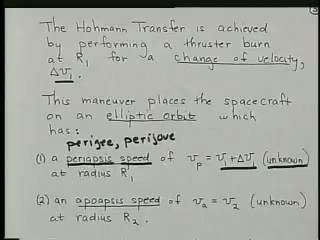 The Hohmann Transfer is achieved
by performing a thruster burn
at R₁ for a change of velocity,
Δv₁.
This maneuver places the spacecraft
on an elliptic orbit which
has:
perigee, perijove
(1) a periapsis speed of vₚ = v₁ + Δv₁ (unknown)
at radius R₁
(2) an apoapsis speed of vₐ = v₂ (unknown)
at radius R₂.